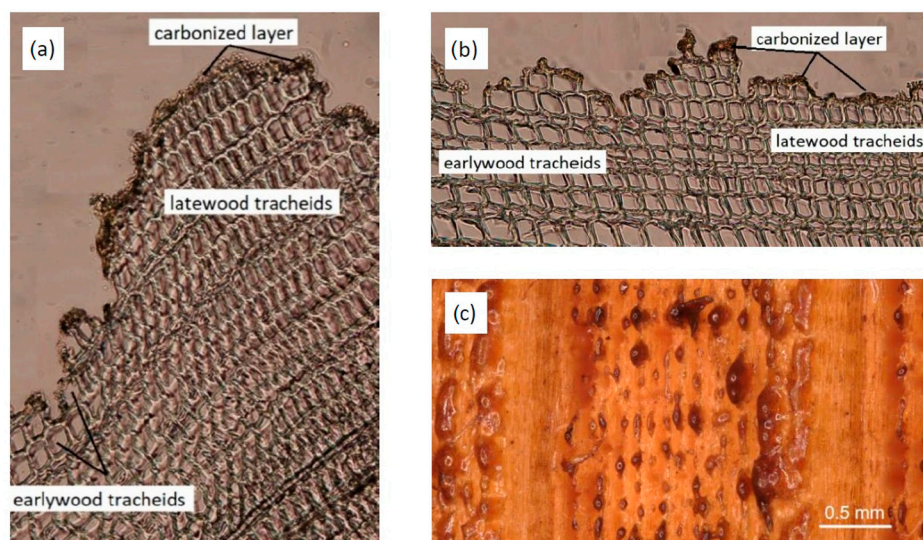 (a)
carbonized layer
latewood tracheids
earlywood tracheids
(b)
carbonized layer
latewood tracheids
earlywood tracheids
(c)
0.5 mm